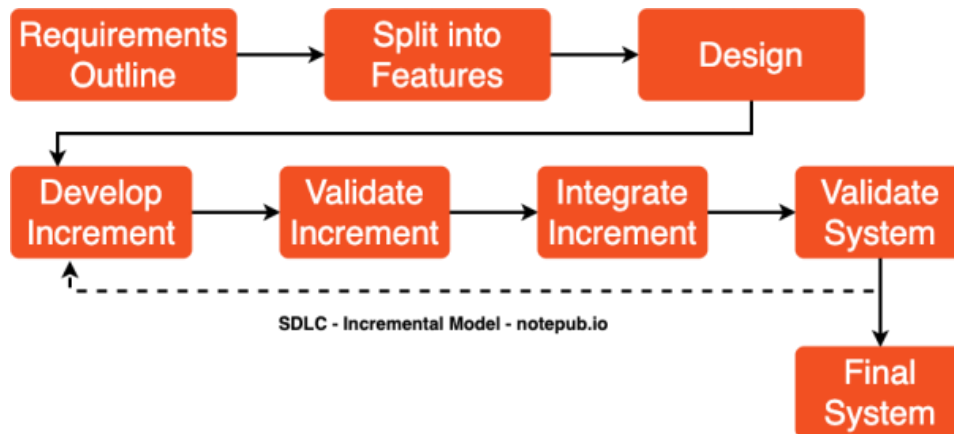 Requirements
Outline
Split into
Features
Design
Develop
Increment
Validate
Increment
Integrate
Increment
Validate
System
SDLC - Incremental Model - notepub.io
Final
System